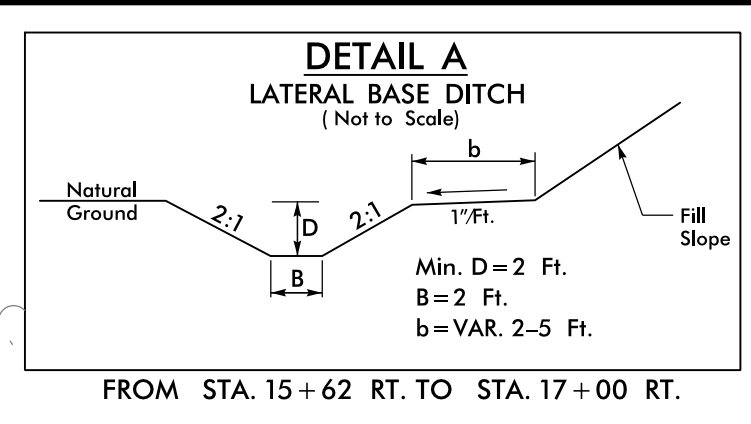 DETAIL A
LATERAL BASE DITCH
(Not to Scale)
b
Natural
Ground
2:1
D
2:1
1"/Ft.
Fill
Slope
B
Min. D=2 Ft.
B=2 Ft.
b=VAR. 2–5 Ft.
FROM STA. 15+62 RT. TO STA. 17+00 RT.